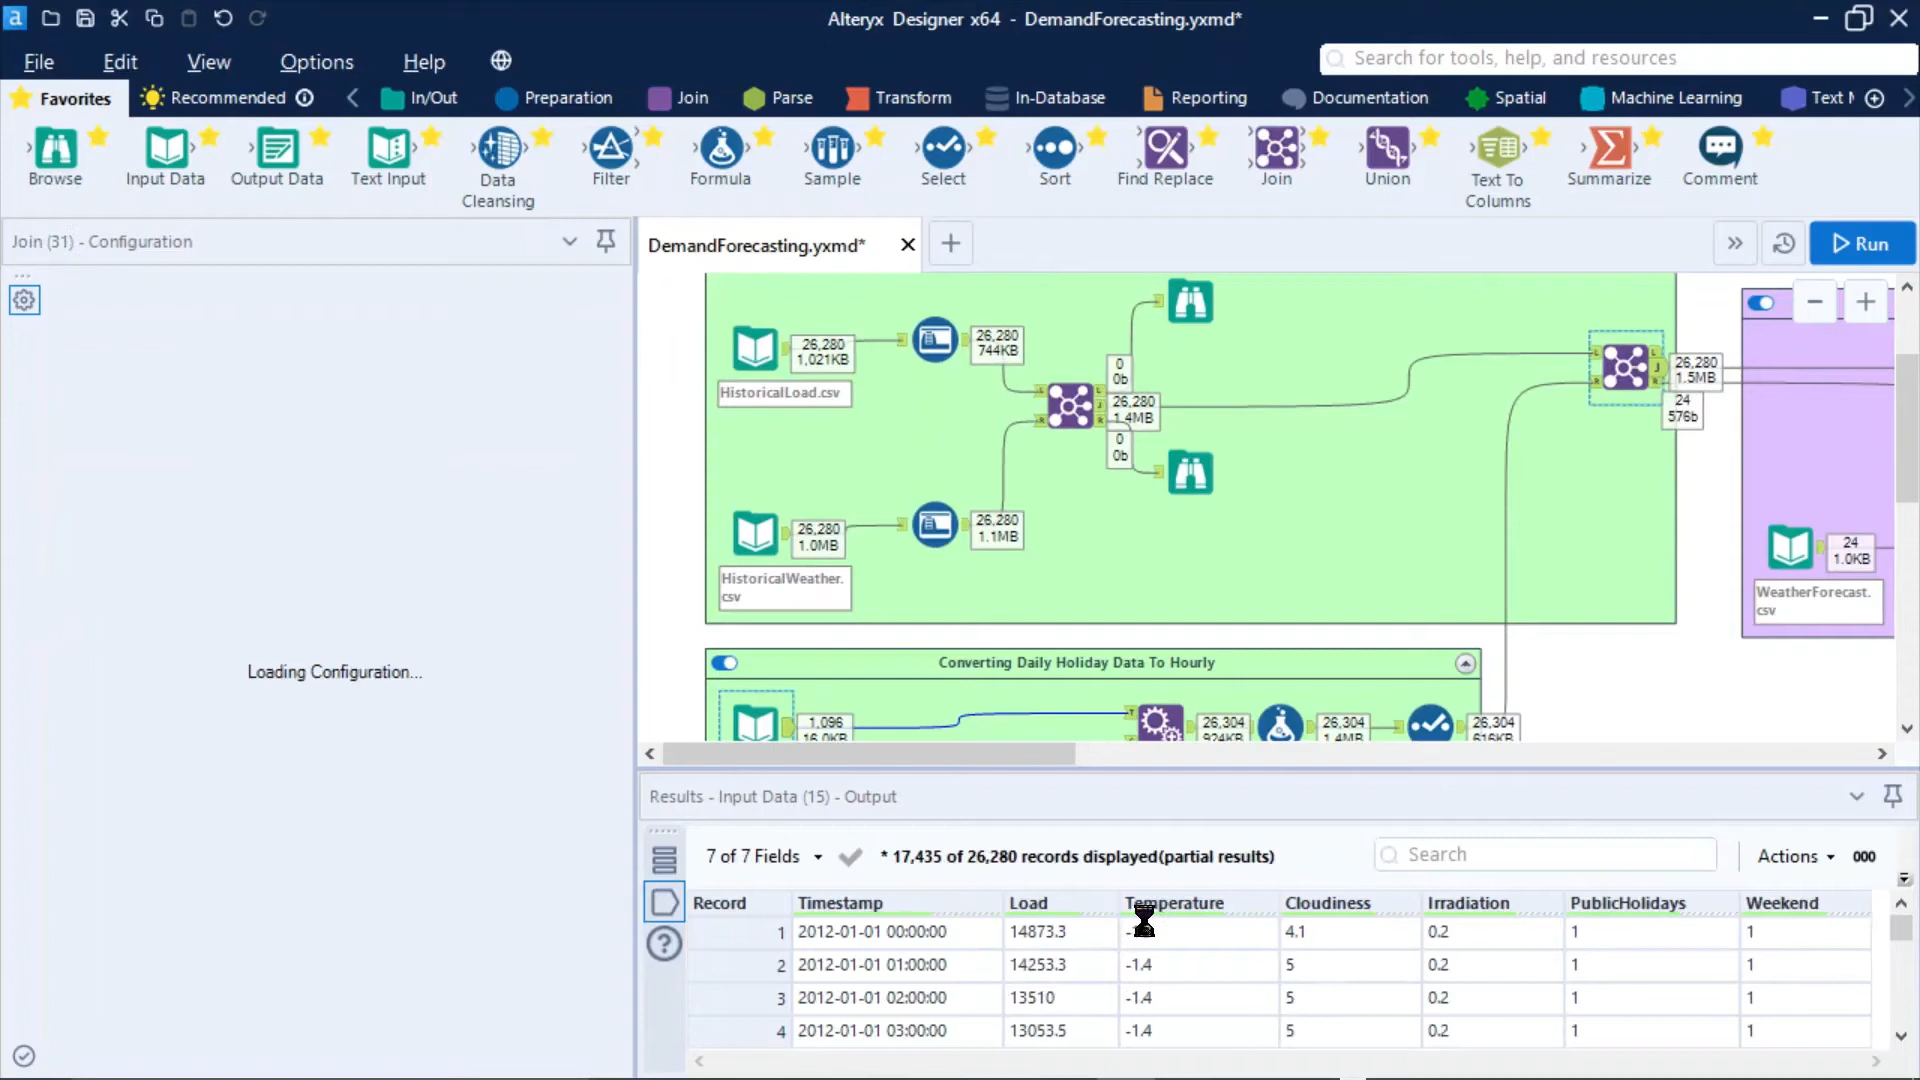 a
Alteryx Designer x64 - DemandForecasting.yxmd*
File Edit View Options Help
Search for tools, help, and resources
Favorites Recommended In/Out Preparation Join Parse Transform In-Database Reporting Documentation Spatial Machine Learning Text
Browse Input Data Output Data Text Input Data Cleansing Filter Formula Sample Select Sort Find Replace Join Union Text To Columns Summarize Comment
Join (31) - Configuration
Loading Configuration...
DemandForecasting.yxmd*
Run
26,280
1,021KB
HistoricalLoad.csv
26,280
744KB
0
0b
26,280
1.4MB
0
0b
26,280
1.5MB
24
576b
26,280
1.0MB
HistoricalWeather.
csv
26,280
1.1MB
24
1.0KB
WeatherForecast.
csv
Converting Daily Holiday Data To Hourly
1,096
16.0KB
26,304
924KB
26,304
1.4MB
26,304
616KB
Results - Input Data (15) - Output
7 of 7 Fields * 17,435 of 26,280 records displayed(partial results) Search Actions 000
Record Timestamp Load Temperature Cloudiness Irradiation PublicHolidays Weekend
1 2012-01-01 00:00:00 14873.3 4.1 0.2 1 1
2 2012-01-01 01:00:00 14253.3 -1.4 5 0.2 1 1
3 2012-01-01 02:00:00 13510 -1.4 5 0.2 1 1
4 2012-01-01 03:00:00 13053.5 -1.4 5 0.2 1 1